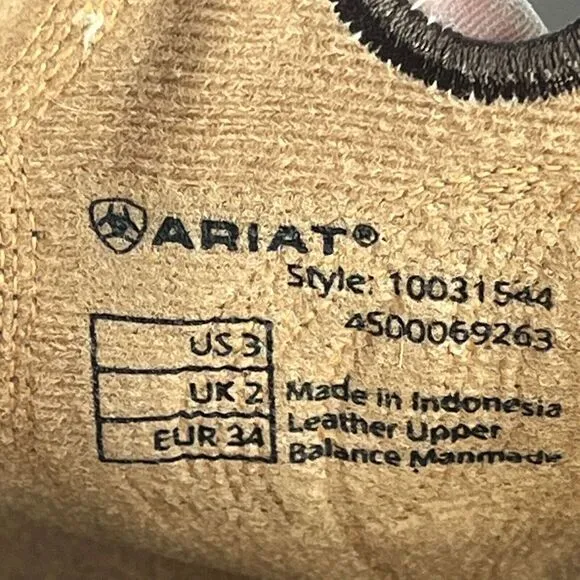 ARIAT®
Style: 10031544
4500069263
US 3
UK 2
EUR 34
Made in Indonesia
Leather Upper
Balance Manmade